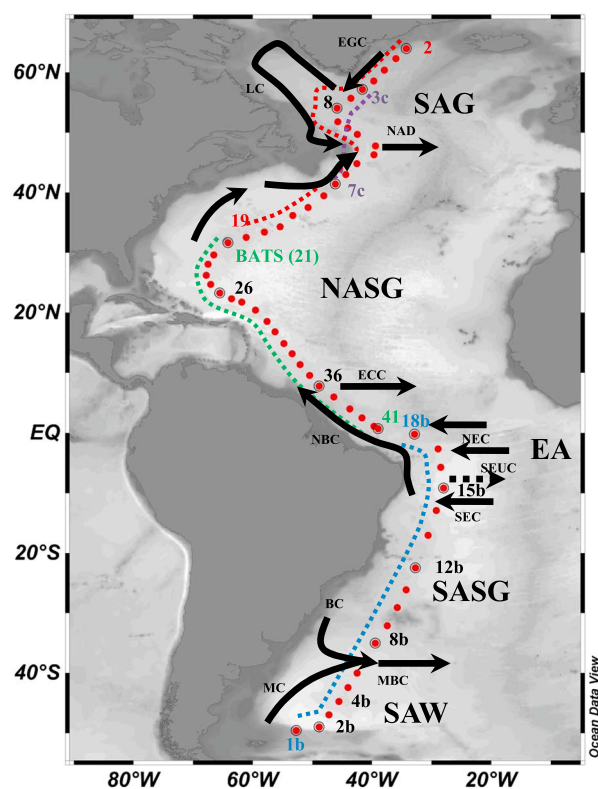 EGC
2
60°N
LC
8
3c
SAG
NAD
40°N
7c
19
BATS (21)
26
NASG
20°N
36
ECC
41
18b
NBC
NEC
EQ
EA
SEUC
15b
SEC
20°S
12b
SASG
BC
8b
40°S
MC
MBC
4b
SAW
2b
1b
80°W
60°W
40°W
20°W
Ocean Data View